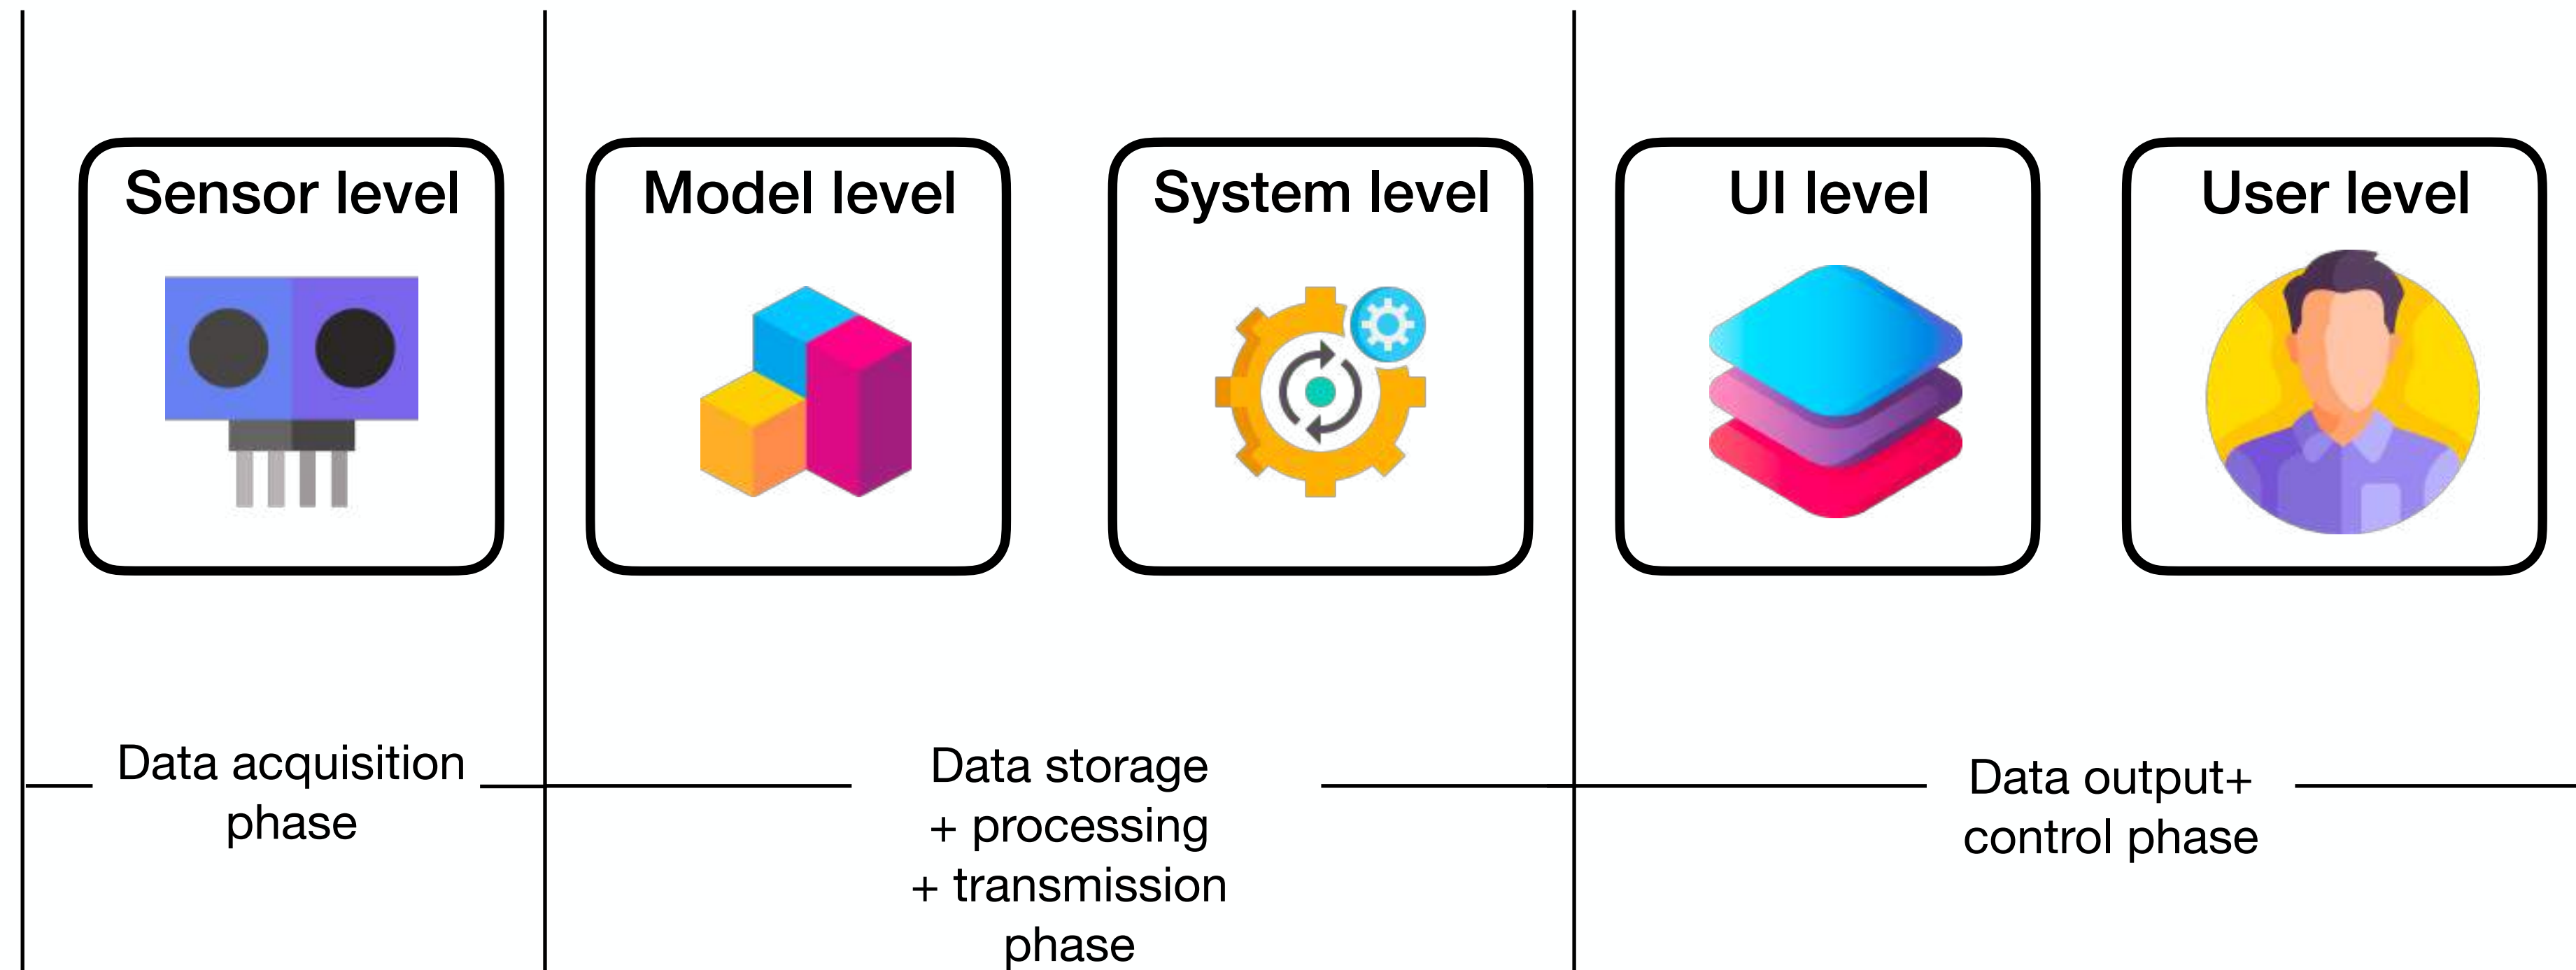 Sensor level
Model level
System level
UI level
User level
Data acquisition
phase
Data storage
+ processing
+ transmission
phase
Data output+
control phase